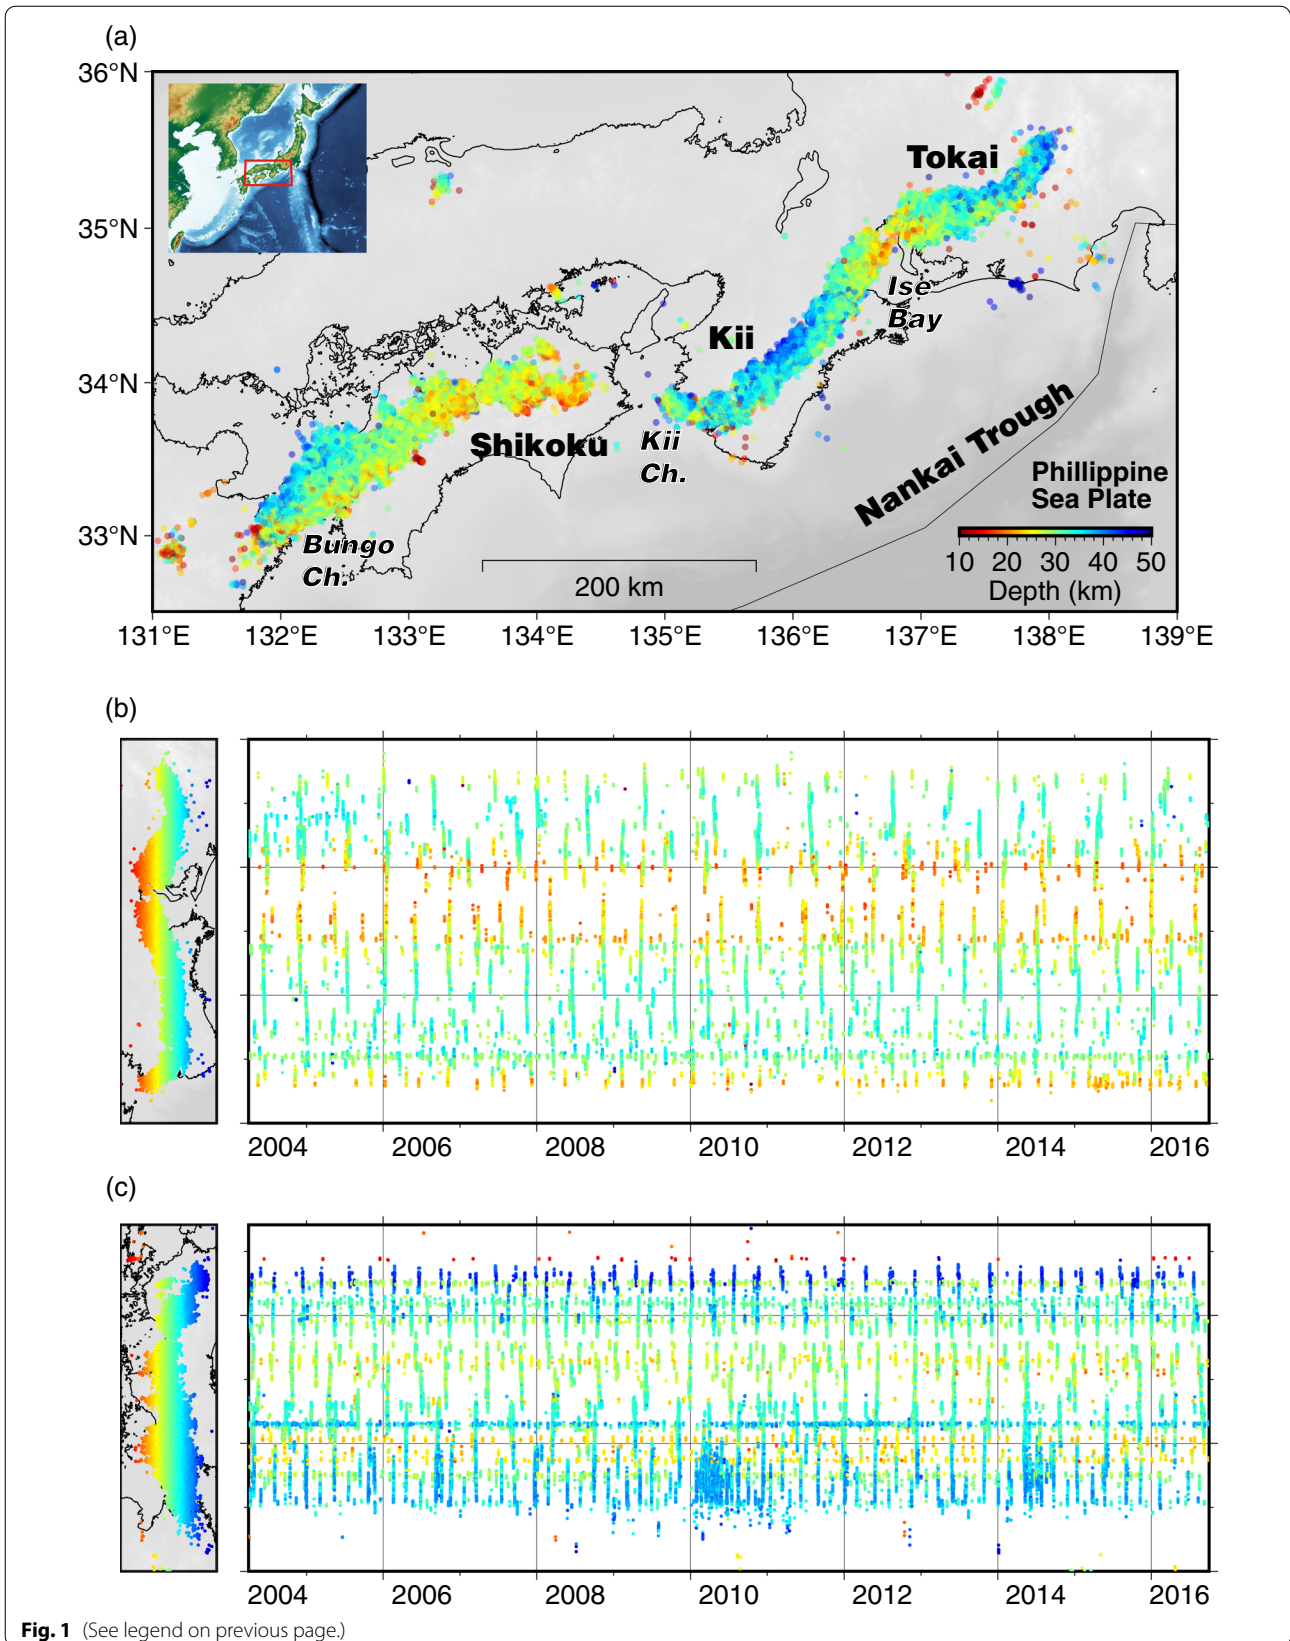 (a)
36°N
35°N
34°N
33°N
Tokai
Ise
Bay
Kii
Shikoku
Kii
Ch.
Nankai Trough
Phillippine
Sea Plate
Bungo
Ch.
200 km
10 20 30 40 50
Depth (km)
131°E 132°E 133°E 134°E 135°E 136°E 137°E 138°E 139°E
(b)
2004 2006 2008 2010 2012 2014 2016
(c)
2004 2006 2008 2010 2012 2014 2016
Fig. 1 (See legend on previous page.)